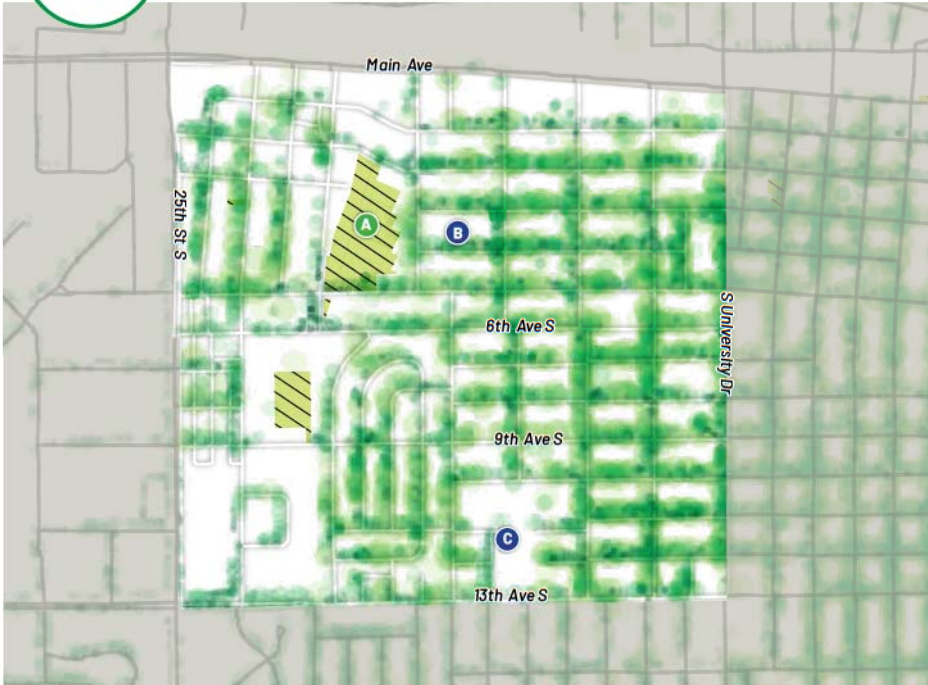 Main Ave
25th St S
A
B
S University Dr
6th Ave S
9th Ave S
C
13th Ave S